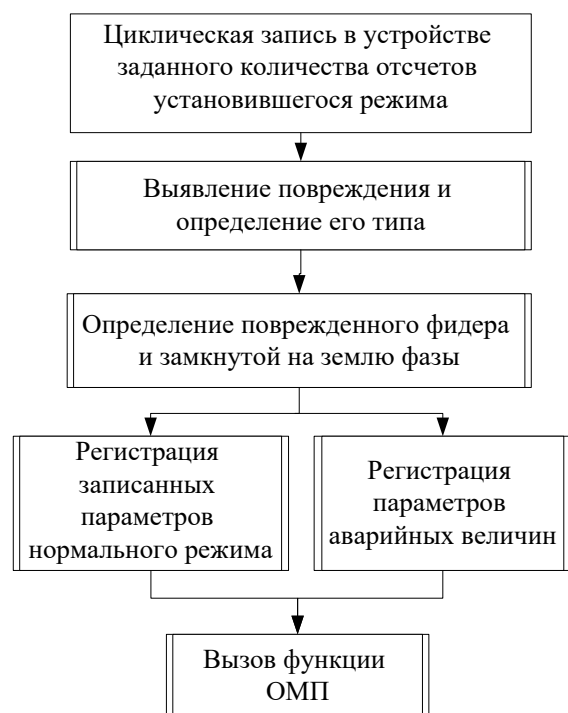 Циклическая запись в устройстве
заданного количества отсчетов
установившегося режима
Выявление повреждения и
определение его типа
Определение поврежденного фидера
и замкнутой на землю фазы
Регистрация
записанных
параметров
нормального режима
Регистрация
параметров
аварийных величин
Вызов функции
ОМП